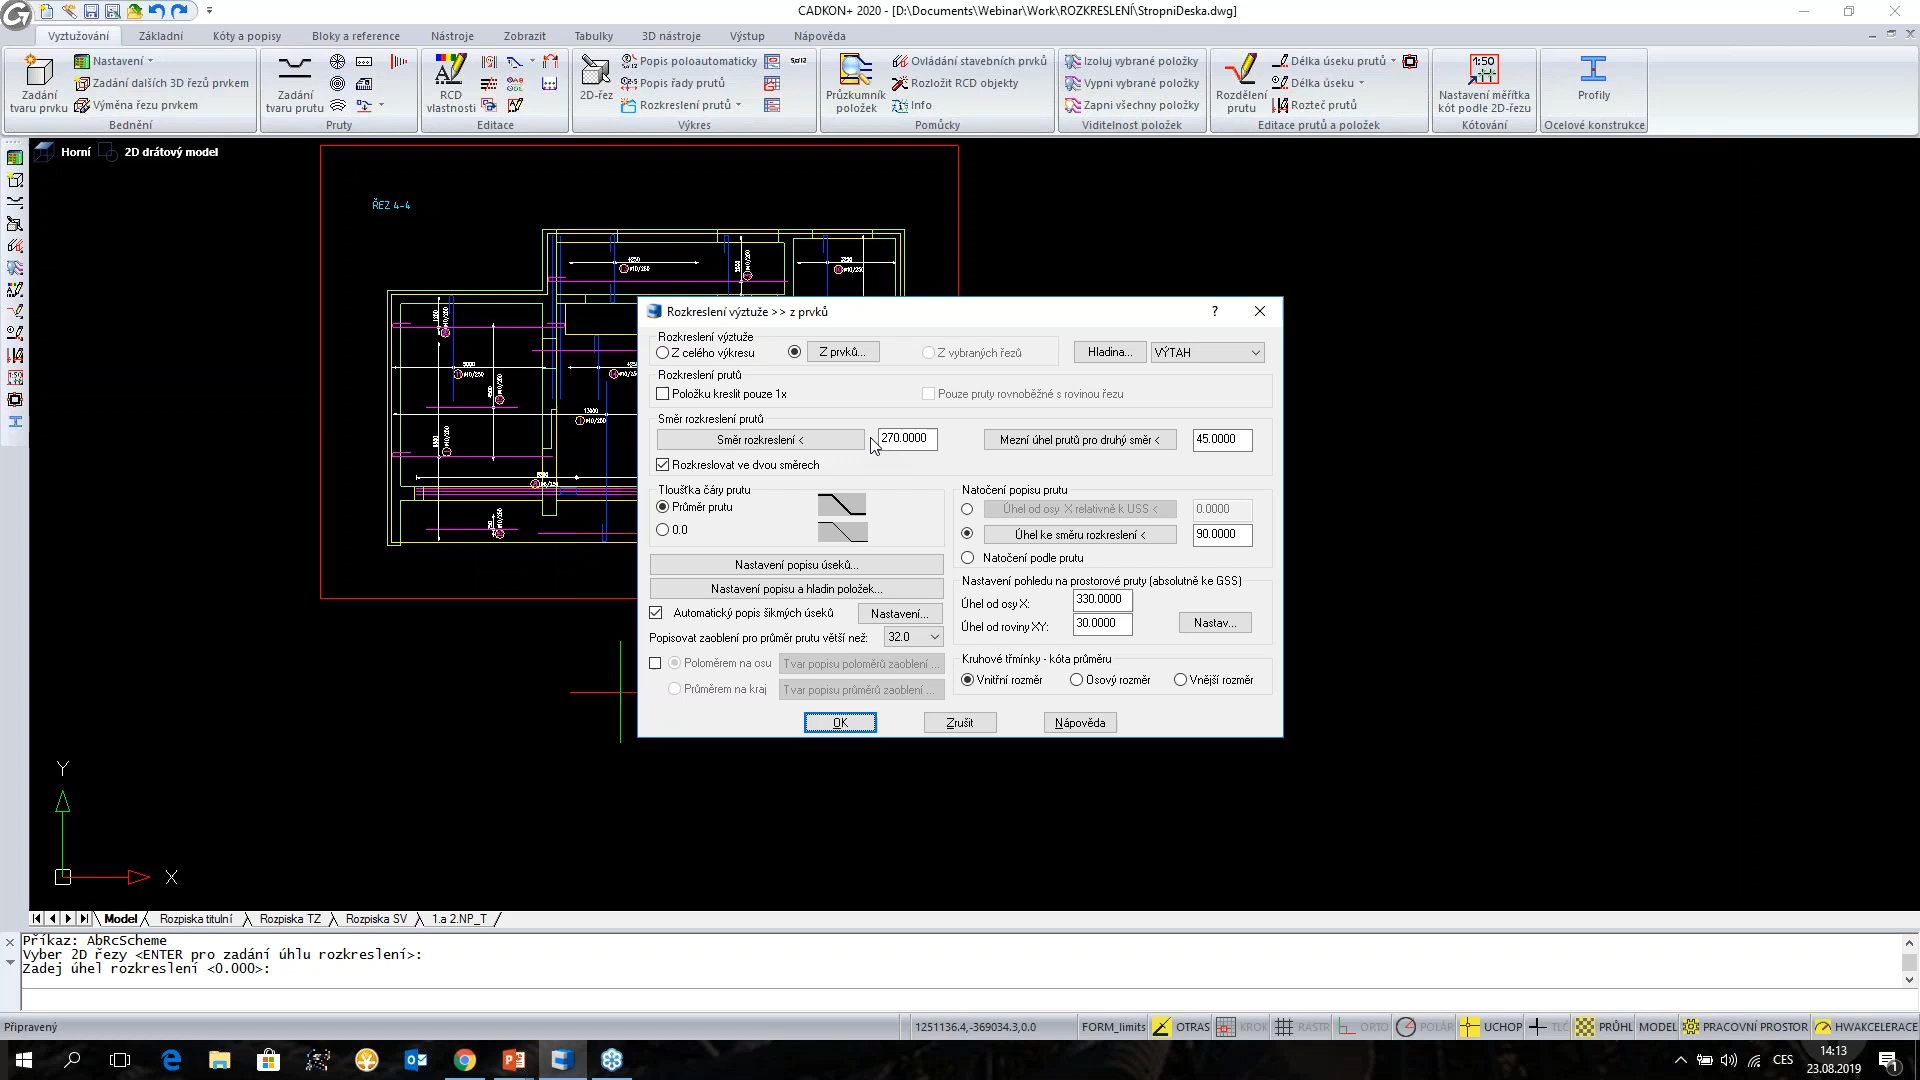 CADKON+ 2020 - [D:\Documents\Webinar\Work\ROZKRESLENÍ\StropniDeska.dwg]
Vyztužování Základní Kóty a popisy Bloky a reference Nástroje Zobrazit Tabulky 3D nástroje Výstup Nápověda
Zadání tvaru prvku
Nastavení
Zadání dalších 3D řezů prvkem
Výměna řezu prvkem
Bednění
Zadání tvaru prutu
Pruty
RCD vlastnosti
Editace
2D-řez
Popis poloautomaticky
Popis řady prutů
Rozkreslení prutů
Výkres
Průzkumník položek
Ovládání stavebních prvků
Rozložit RCD objekty
Info
Pomůcky
Izoluj vybrané položky
Vypni vybrané položky
Zapni všechny položky
Viditelnost položek
Rozdělení prutu
Délka úseku prutů
Délka úseku
Rozteč prutů
Editace prutů a položek
1:50
Nastavení měřítka kót podle 2D-řezu
Kótování
Profily
Ocelové konstrukce
Horní 2D drátový model
ŘEZ 4-4
Rozkreslení výztuže >> z prvků
?
Rozkreslení výztuže
Z celého výkresu Z prvků... Z vybraných řezů Hladina... VÝTAH
Rozkreslení prutů
Položku kreslit pouze 1x Pouze pruty rovnoběžné s rovinou řezu
Směr rozkreslení prutů
Směr rozkreslení < 270.0000 Mezní úhel prutů pro druhý směr < 45.0000
Rozkreslovat ve dvou směrech
Tloušťka čáry prutu
Průměr prutu
0.0
Natočení popisu prutu
Úhel od osy X relativně k USS < 0.0000
Úhel ke směru rozkreslení < 90.0000
Natočení podle prutu
Nastavení popisu úseků...
Nastavení popisu a hladin položek...
Automatický popis šikmých úseků Nastavení...
Popisovat zaoblení pro průměr prutu větší než: 32.0
Poloměrem na osu Tvar popisu poloměrů zaoblení ...
Průměrem na kraj Tvar popisu průměrů zaoblení ...
Nastavení pohledu na prostorové pruty (absolutně ke GSS)
Úhel od osy X: 330.0000
Úhel od roviny XY: 30.0000
Nastav...
Kruhové třmínky - kóta průměru
Vnitřní rozměr Osový rozměr Vnější rozměr
OK Zrušit Nápověda
Y
X
Model Rozpiska titulní Rozpiska TZ Rozpiska SV 1.a 2.NP_T
Příkaz: AbRcScheme
Vyber 2D řezy <ENTER pro zadání úhlu rozkreslení>:
Zadej úhel rozkreslení <0.000>:
Připravený 1251136.4,-369034.3,0.0 FORM_limits OTRAS KROK RASTR ORTO POLÁR UCHOP TLČ PRŮHL MODEL PRACOVNÍ PROSTOR HWAKCELERACE
CES
14:13
23.08.2019
1